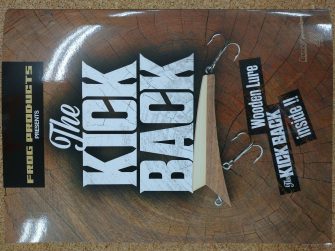 FROG PRODUCTS
PRESENTS
The
KICK
BACK
Wooden Lure
The KICK BACK
Inside !!